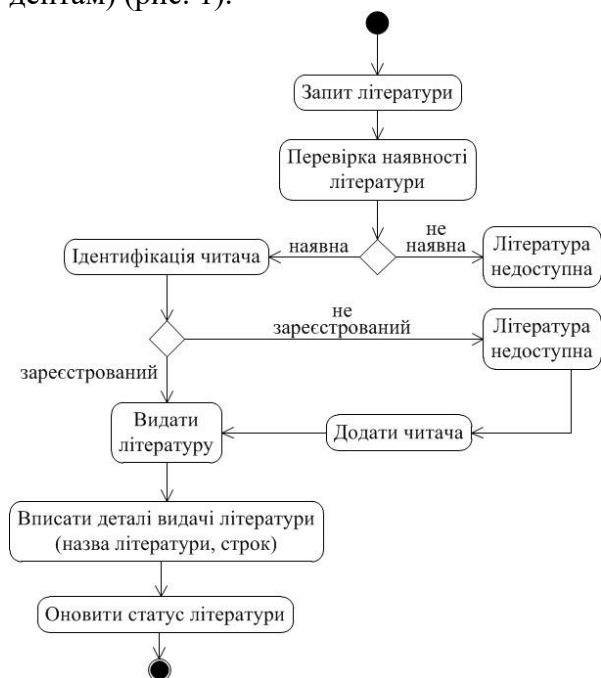 дентам) (рис. 1).
Запит літератури
Перевірка наявності
літератури
не
наявна
наявна
Ідентифікація читача
Література
недоступна
не
зареєстрований
Література
недоступна
зареєстрований
Видати
літературу
Додати читача
Вписати деталі видачі літератури
(назва літератури, строк)
Оновити статус літератури